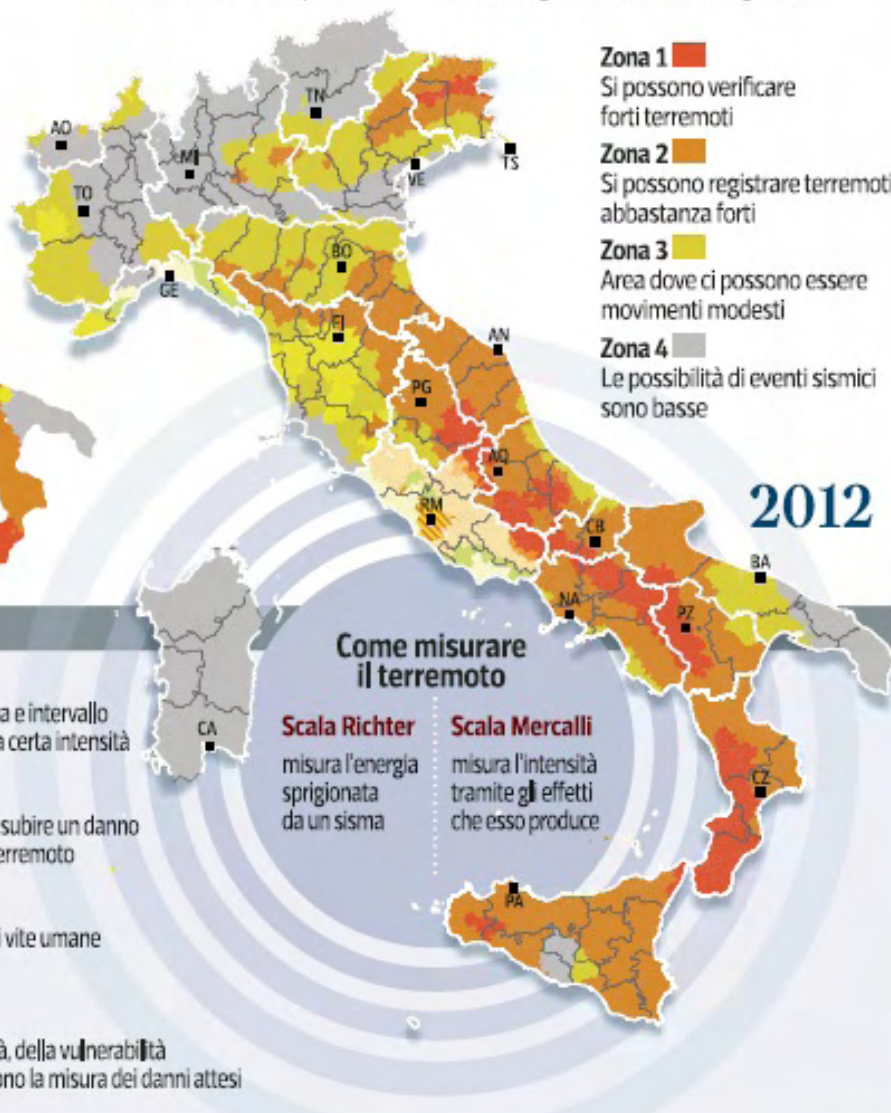 Zona 1
Si possono verificare
forti terremoti
Zona 2
Si possono registrare terremoti
abbastanza forti
Zona 3
Area dove ci possono essere
movimenti modesti
Zona 4
Le possibilità di eventi sismici
sono basse
2012
AO
TO
MI
TN
VE
TS
GE
BO
FI
AN
PG
AQ
RM
CB
BA
NA
PZ
CA
CZ
PA
Come misurare
il terremoto
Scala Richter
misura l'energia
sprigionata
da un sisma
Scala Mercalli
misura l'intensità
tramite gli effetti
che esso produce
a e intervallo
a certa intensità
subire un danno
erremoto
i vite umane
à, della vulnerabilità
ono la misura dei danni attesi